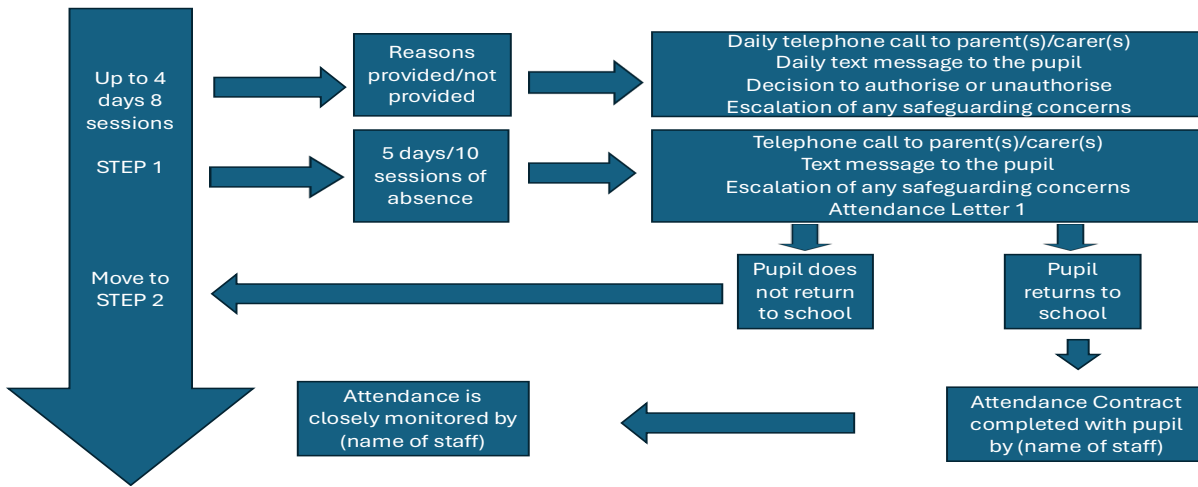 Up to 4
days 8
sessions
Reasons
provided/not
provided
Daily telephone call to parent(s)/carer(s)
Daily text message to the pupil
Decision to authorise or unauthorise
Escalation of any safeguarding concerns
STEP 1
5 days/10
sessions of
absence
Telephone call to parent(s)/carer(s)
Text message to the pupil
Escalation of any safeguarding concerns
Attendance Letter 1
Move to
STEP 2
Pupil does
not return
to school
Pupil
returns to
school
Attendance Contract
completed with pupil
by (name of staff)
Attendance is
closely monitored by
(name of staff)